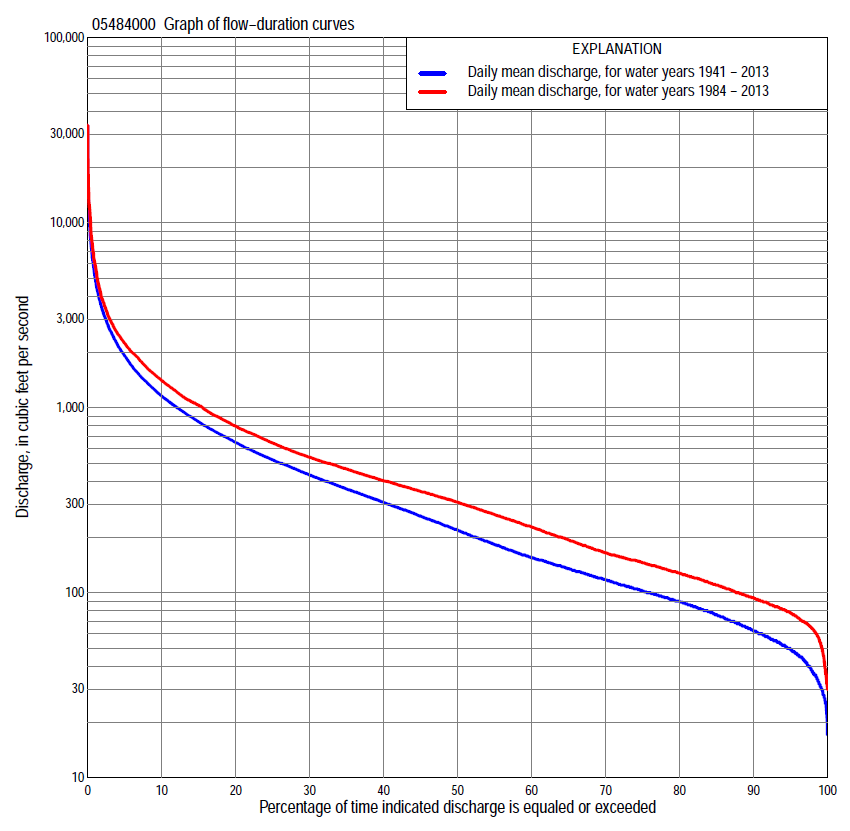 05484000 Graph of flow−duration curves
EXPLANATION
Daily mean discharge, for water years 1941 − 2013
Daily mean discharge, for water years 1984 − 2013
100,000
30,000
10,000
3,000
1,000
300
100
30
10
Discharge, in cubic feet per second
0 10 20 30 40 50 60 70 80 90 100
Percentage of time indicated discharge is equaled or exceeded